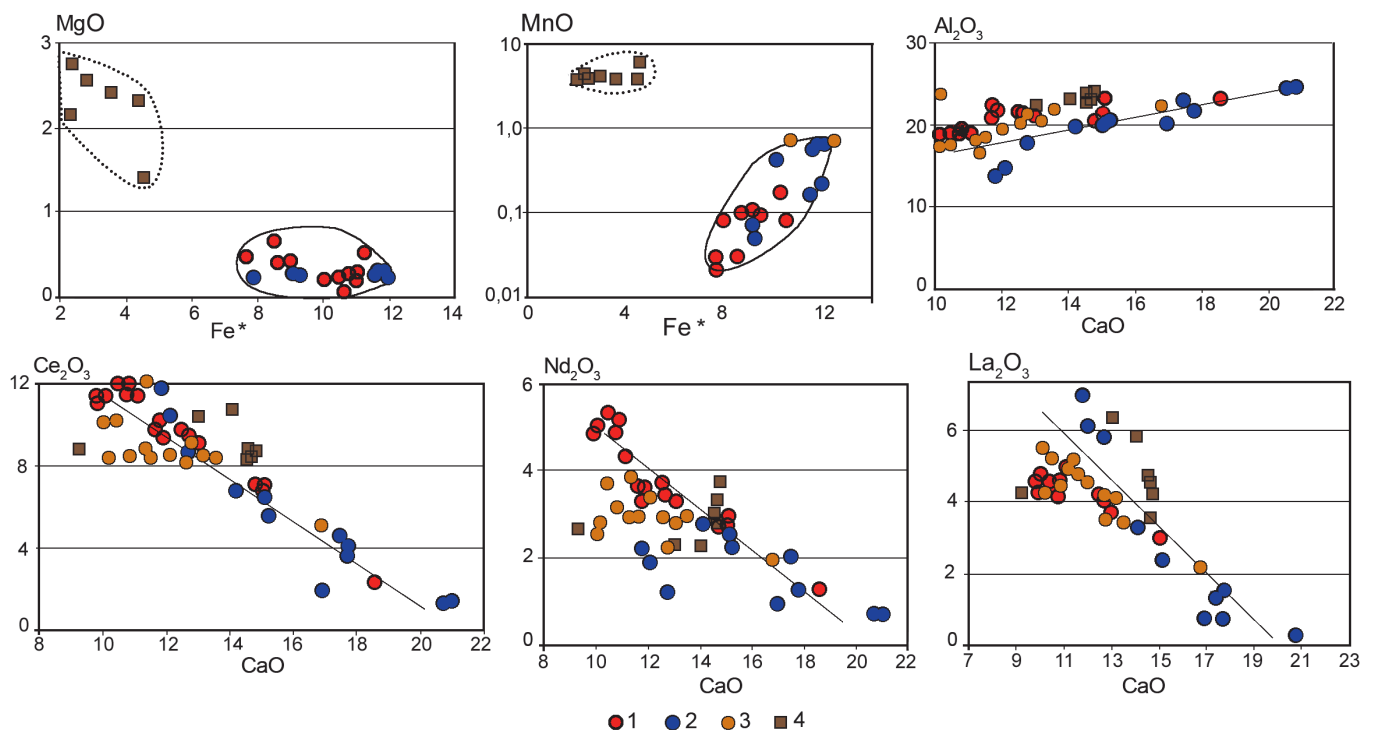 MgO
3
2
1
0
2 4 6 8 10 12 14
Fe*
MnO
10
1,0
0,1
0,01
0 4 8 12
Fe*
Al₂O₃
30
20
10
0
10 12 14 16 18 20 22
CaO
Ce₂O₃
12
8
4
0
8 10 12 14 16 18 20 22
CaO
Nd₂O₃
6
4
2
0
8 10 12 14 16 18 20 22
CaO
La₂O₃
6
4
2
0
7 9 11 13 15 17 19 21 23
CaO
1 2 3 4